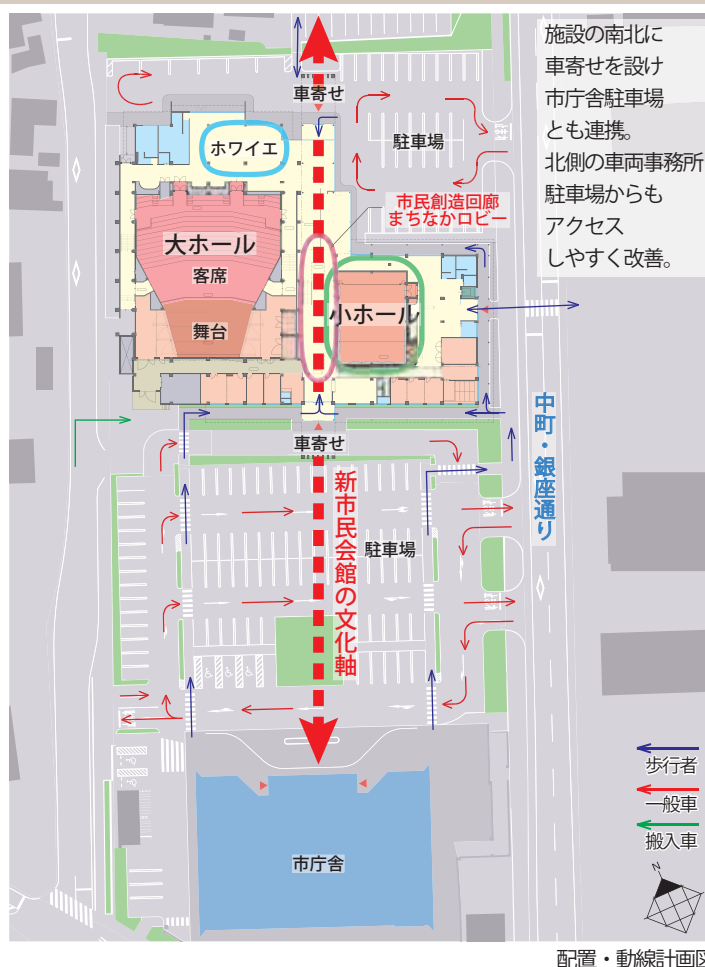 施設の南北に
車寄せを設け
市庁舎駐車場
とも連携。
北側の車両事務所
駐車場からも
アクセス
しやすく改善。
車寄せ
ホワイエ
駐車場
市民創造回廊
まちなかロビー
大ホール
客席
小ホール
舞台
車寄せ
中町・銀座通り
新市民会館の文化軸
駐車場
市庁舎
歩行者
一般車
搬入車
N
配置・動線計画図